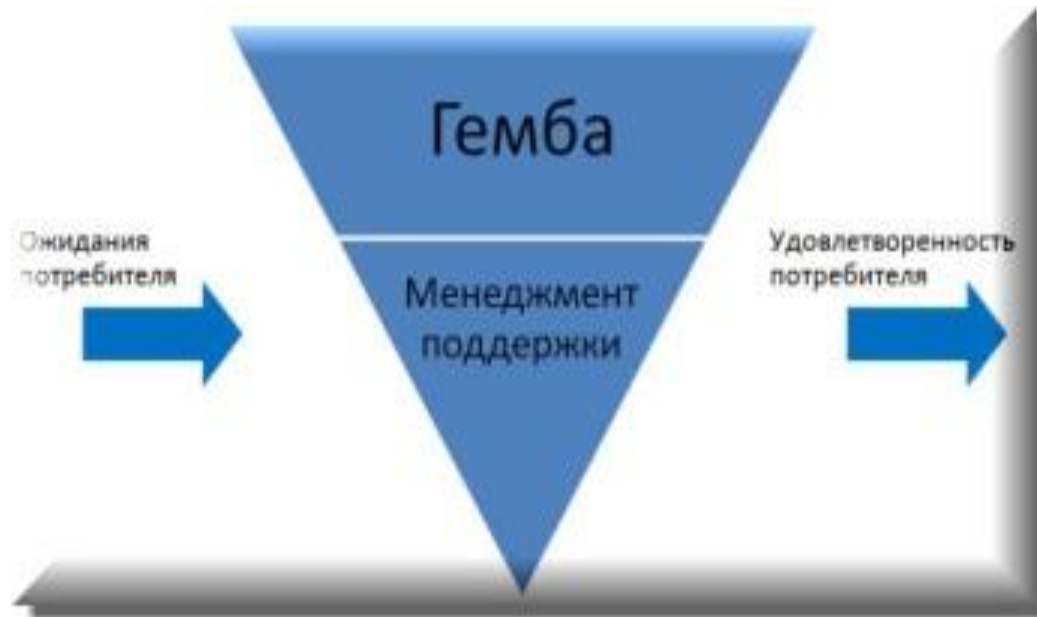 Гемба
Ожидания
потребителя
Менеджмент
поддержки
Удовлетворенность
потребителя